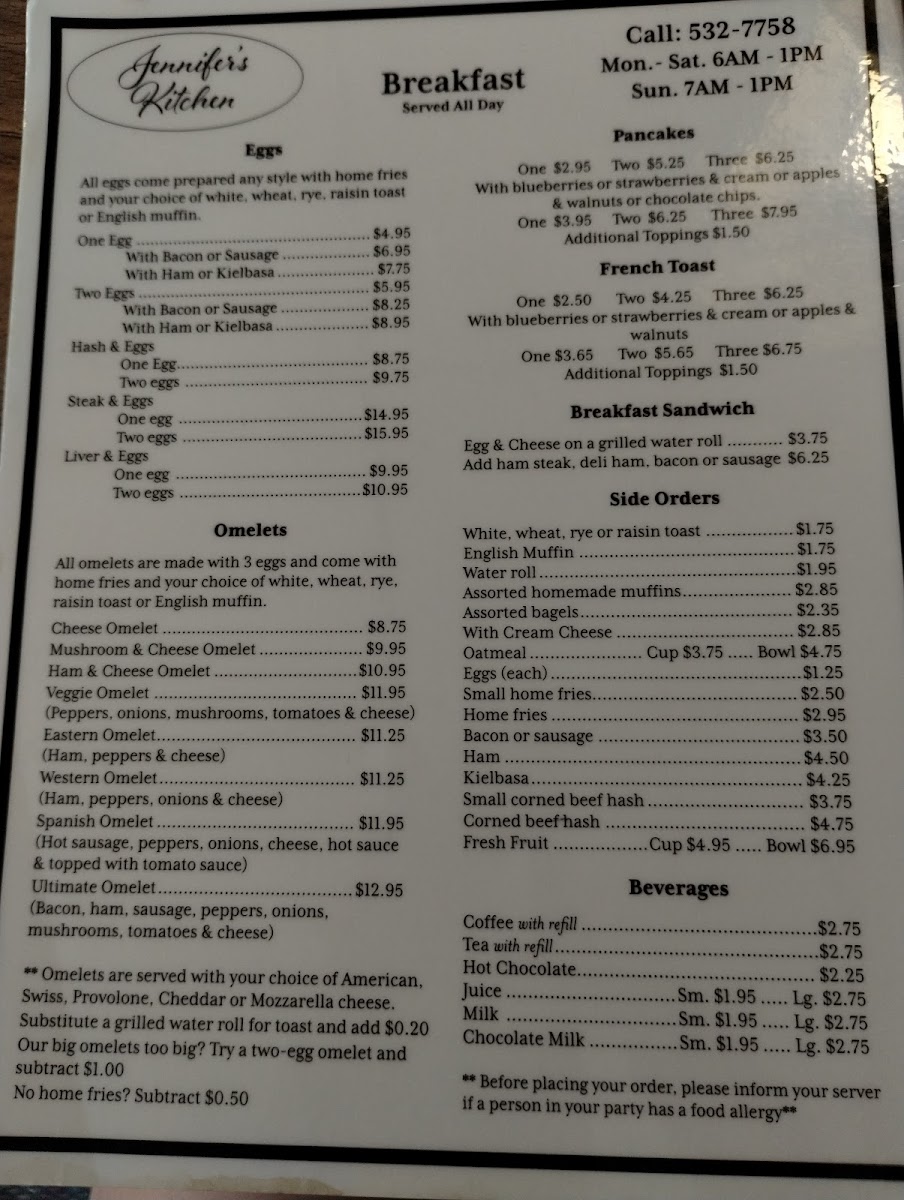 Jennifer's
Kitchen
Breakfast
Served All Day
Call: 532-7758
Mon.- Sat. 6AM - 1PM
Sun. 7AM - 1PM
Eggs
All eggs come prepared any style with home fries
and your choice of white, wheat, rye, raisin toast
or English muffin.
One Egg ........ $4.95
With Bacon or Sausage ........ $6.95
With Ham or Kielbasa ........ $7.75
Two Eggs ........ $5.95
With Bacon or Sausage ........ $8.25
With Ham or Kielbasa ........ $8.95
Hash & Eggs
One Egg........ $8.75
Two eggs ........ $9.75
Steak & Eggs
One egg ........ $14.95
Two eggs ........ $15.95
Liver & Eggs
One egg ........ $9.95
Two eggs ........ $10.95
Omelets
All omelets are made with 3 eggs and come with
home fries and your choice of white, wheat, rye,
raisin toast or English muffin.
Cheese Omelet ........ $8.75
Mushroom & Cheese Omelet ........ $9.95
Ham & Cheese Omelet ........ $10.95
Veggie Omelet ........ $11.95
(Peppers, onions, mushrooms, tomatoes & cheese)
Eastern Omelet........ $11.25
(Ham, peppers & cheese)
Western Omelet........ $11.25
(Ham, peppers, onions & cheese)
Spanish Omelet ........ $11.95
(Hot sausage, peppers, onions, cheese, hot sauce
& topped with tomato sauce)
Ultimate Omelet........ $12.95
(Bacon, ham, sausage, peppers, onions,
mushrooms, tomatoes & cheese)
** Omelets are served with your choice of American,
Swiss, Provolone, Cheddar or Mozzarella cheese.
Substitute a grilled water roll for toast and add $0.20
Our big omelets too big? Try a two-egg omelet and
subtract $1.00
No home fries? Subtract $0.50
Pancakes
One $2.95 Two $5.25 Three $6.25
With blueberries or strawberries & cream or apples
& walnuts or chocolate chips.
One $3.95 Two $6.25 Three $7.95
Additional Toppings $1.50
French Toast
One $2.50 Two $4.25 Three $6.25
With blueberries or strawberries & cream or apples &
walnuts
One $3.65 Two $5.65 Three $6.75
Additional Toppings $1.50
Breakfast Sandwich
Egg & Cheese on a grilled water roll ........ $3.75
Add ham steak, deli ham, bacon or sausage $6.25
Side Orders
White, wheat, rye or raisin toast ........ $1.75
English Muffin ........ $1.75
Water roll........ $1.95
Assorted homemade muffins........ $2.85
Assorted bagels........ $2.35
With Cream Cheese ........ $2.85
Oatmeal........ Cup $3.75 ..... Bowl $4.75
Eggs (each)........ $1.25
Small home fries........ $2.50
Home fries ........ $2.95
Bacon or sausage ........ $3.50
Ham ........ $4.50
Kielbasa........ $4.25
Small corned beef hash ........ $3.75
Corned beef hash ........ $4.75
Fresh Fruit ........ Cup $4.95 ..... Bowl $6.95
Beverages
Coffee with refill ........ $2.75
Tea with refill........ $2.75
Hot Chocolate........ $2.25
Juice ........ Sm. $1.95 ..... Lg. $2.75
Milk ........ Sm. $1.95 ..... Lg. $2.75
Chocolate Milk ........ Sm. $1.95 ..... Lg. $2.75
** Before placing your order, please inform your server
if a person in your party has a food allergy**